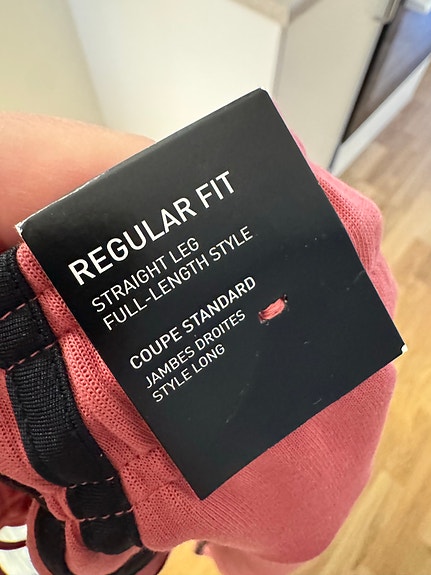 REGULAR FIT
STRAIGHT LEG
FULL-LENGTH STYLE
COUPE STANDARD
JAMBES DROITES
STYLE LONG